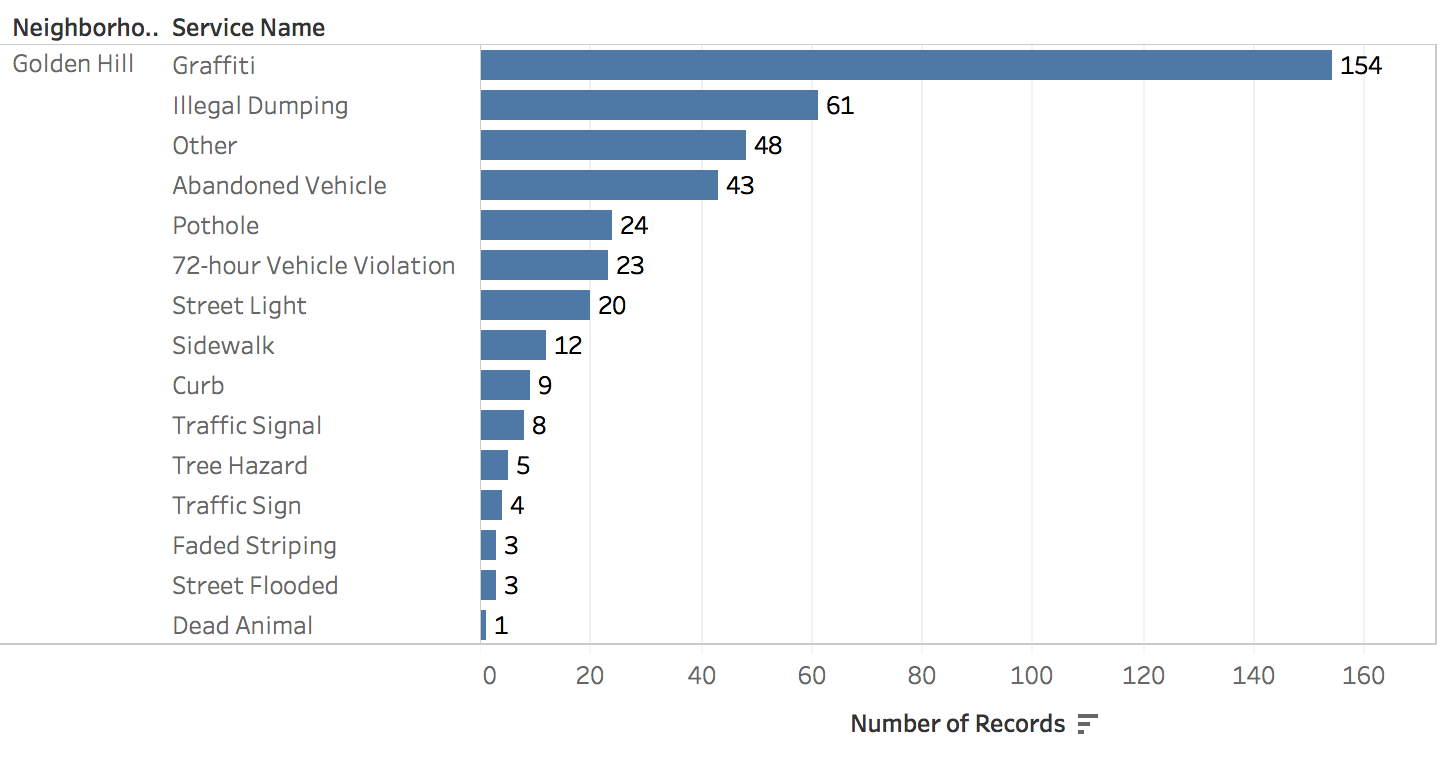 Neighborho.. Service Name
Golden Hill Graffiti 154
Illegal Dumping 61
Other 48
Abandoned Vehicle 43
Pothole 24
72-hour Vehicle Violation 23
Street Light 20
Sidewalk 12
Curb 9
Traffic Signal 8
Tree Hazard 5
Traffic Sign 4
Faded Striping 3
Street Flooded 3
Dead Animal 1
0 20 40 60 80 100 120 140 160
Number of Records